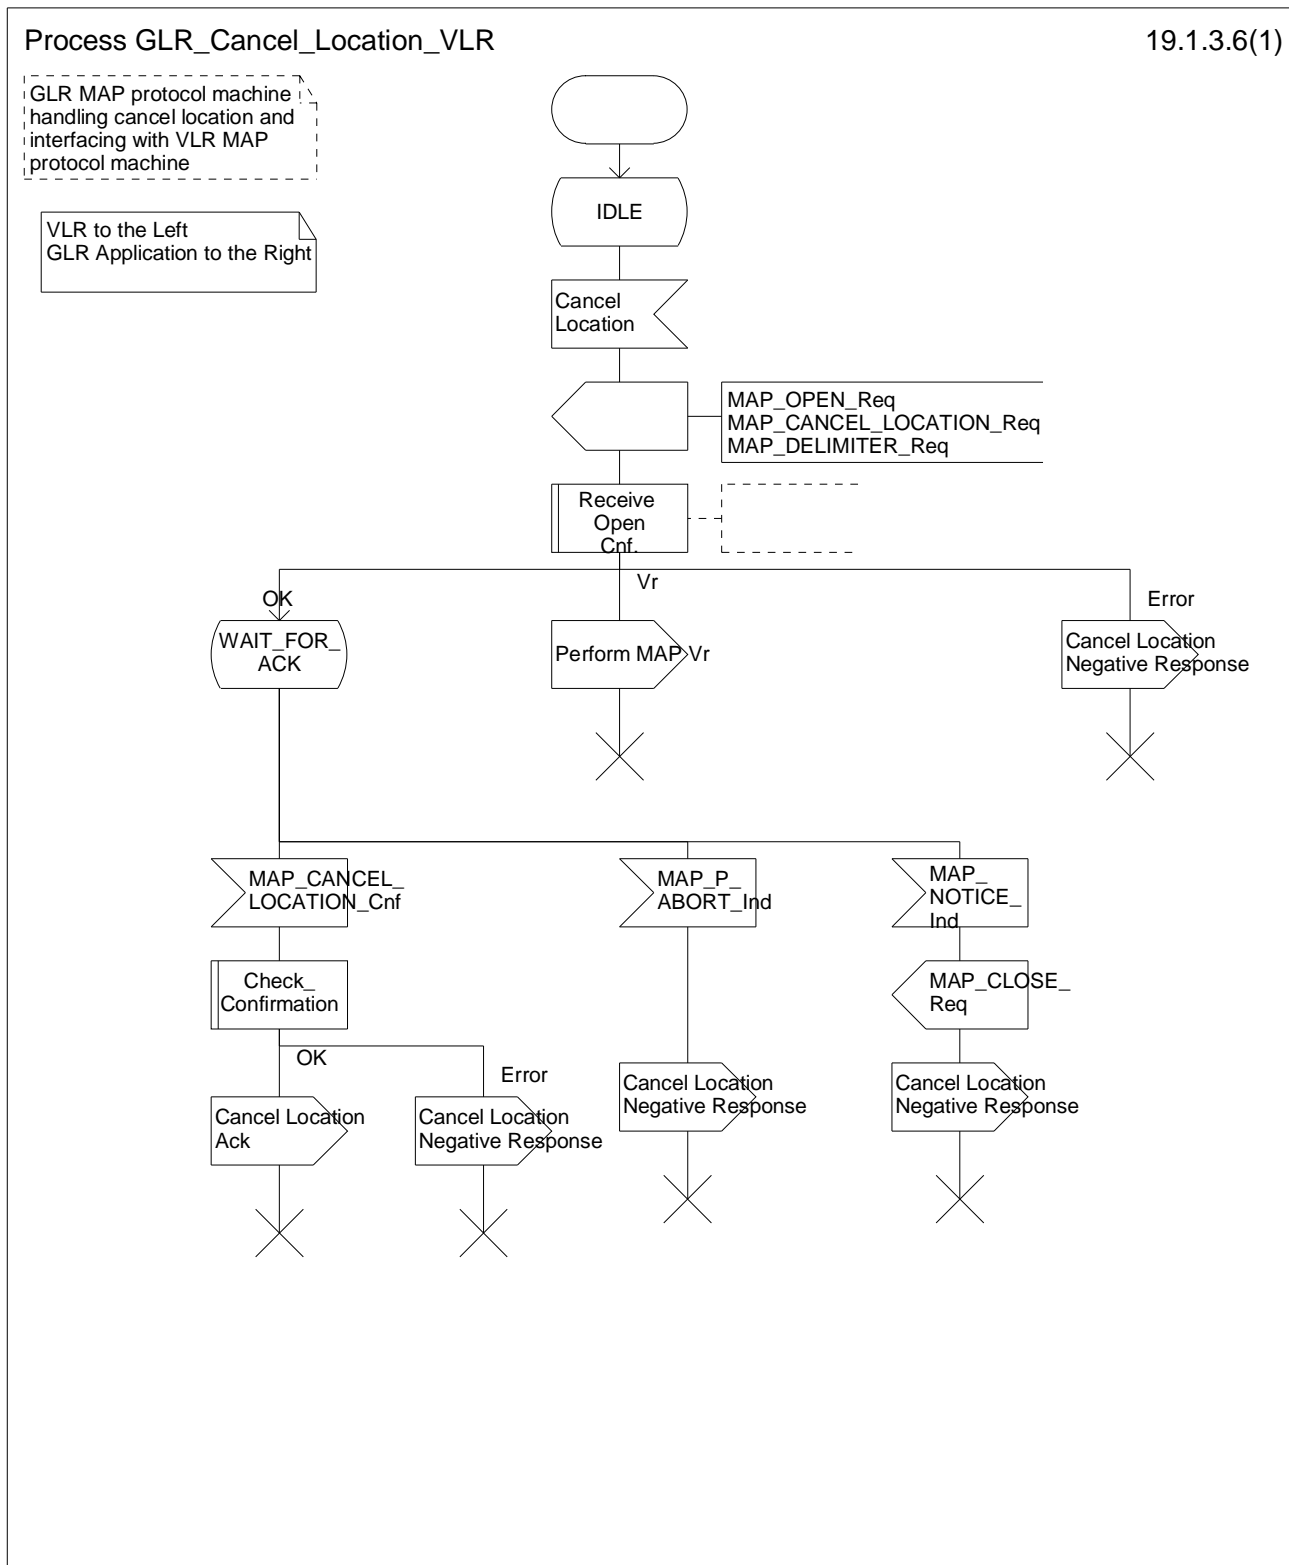 Process GLR_Cancel_Location_VLR
19.1.3.6(1)
GLR MAP protocol machine
handling cancel location and
interfacing with VLR MAP
protocol machine
VLR to the Left
GLR Application to the Right
IDLE
Cancel
Location
MAP_OPEN_Req
MAP_CANCEL_LOCATION_Req
MAP_DELIMITER_Req
Receive
Open
Cnf.
OK
Vr
Error
WAIT_FOR_
ACK
Perform MAP Vr
Cancel Location
Negative Response
MAP_CANCEL_
LOCATION_Cnf
MAP_P_
ABORT_Ind
MAP_
NOTICE_
Ind
Check_
Confirmation
MAP_CLOSE_
Req
OK
Error
Cancel Location
Ack
Cancel Location
Negative Response
Cancel Location
Negative Response
Cancel Location
Negative Response